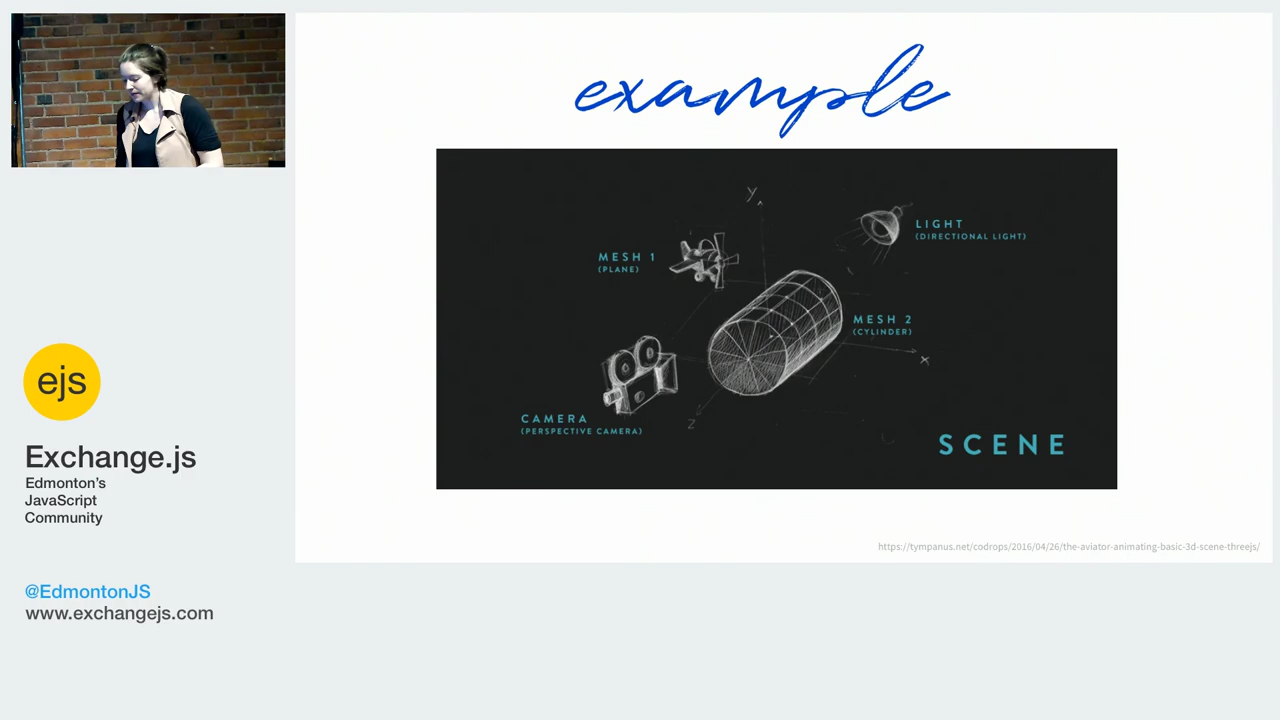 example
y
LIGHT
(DIRECTIONAL LIGHT)
MESH 1
(PLANE)
MESH 2
(CYLINDER)
x
CAMERA
(PERSPECTIVE CAMERA)
z
SCENE
https://tympanus.net/codrops/2016/04/26/the-aviator-animating-basic-3d-scene-threejs/
ejs
Exchange.js
Edmonton's
JavaScript
Community
@EdmontonJS
www.exchangejs.com